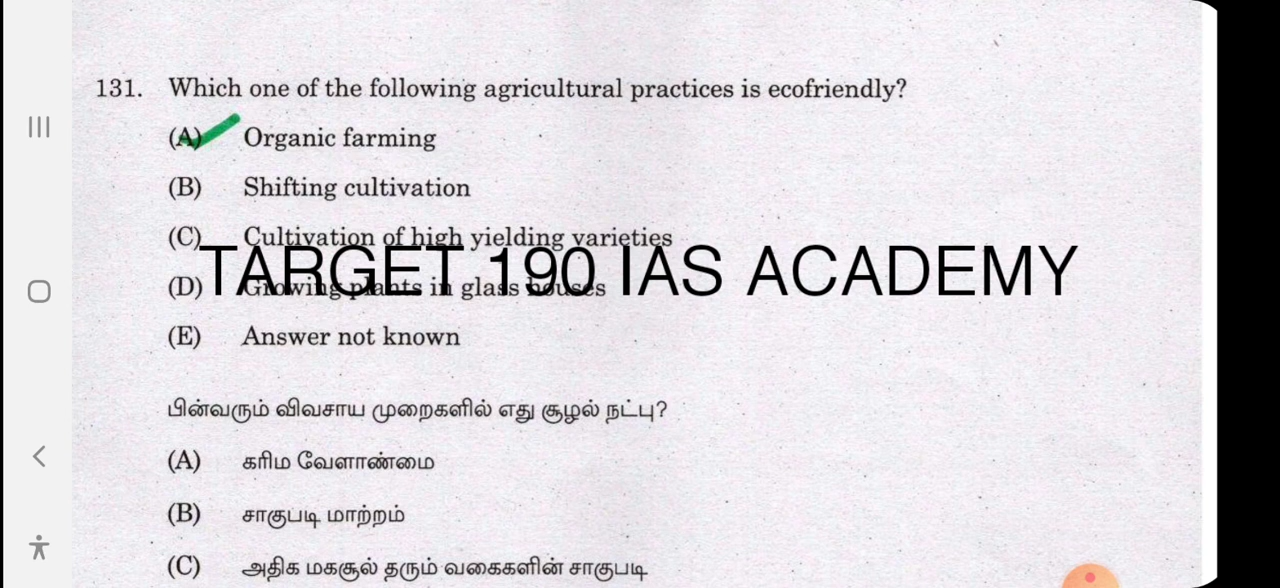 131. Which one of the following agricultural practices is ecofriendly?
(A) Organic farming
(B) Shifting cultivation
(C) Cultivation of high yielding varieties
(D) Growing plants in glass houses
TARGET 190 IAS ACADEMY
(E) Answer not known
பின்வரும் விவசாய முறைகளில் எது சூழல் நட்பு?
(A) கரிம வேளாண்மை
(B) சாகுபடி மாற்றம்
(C) அதிக மகசூல் தரும் வகைகளின் சாகுபடி